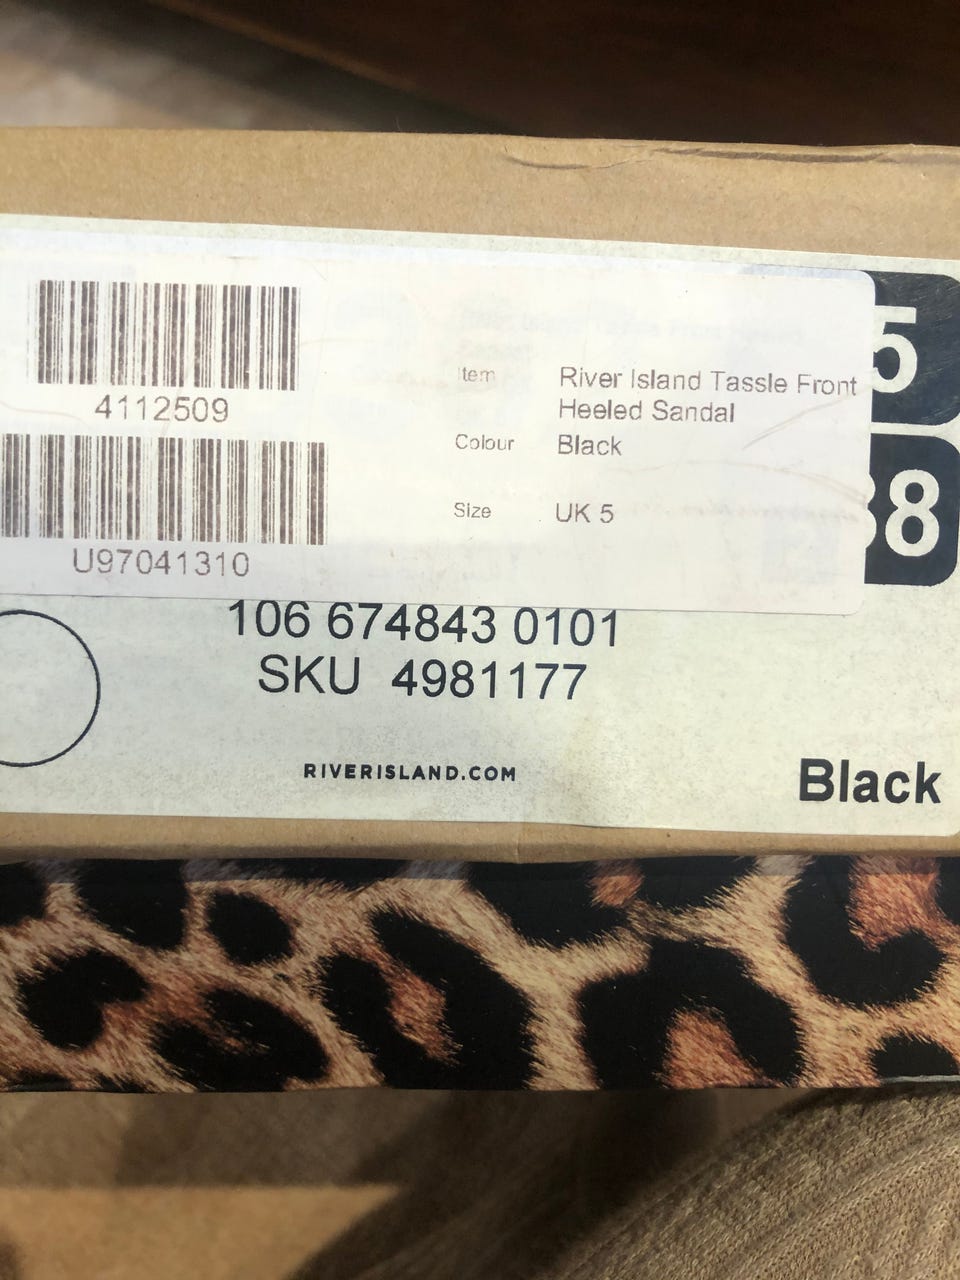 4112509
U97041310
Item River Island Tassle Front
Heeled Sandal
Colour Black
Size UK 5
5
38
106 674843 0101
SKU 4981177
RIVERISLAND.COM
Black